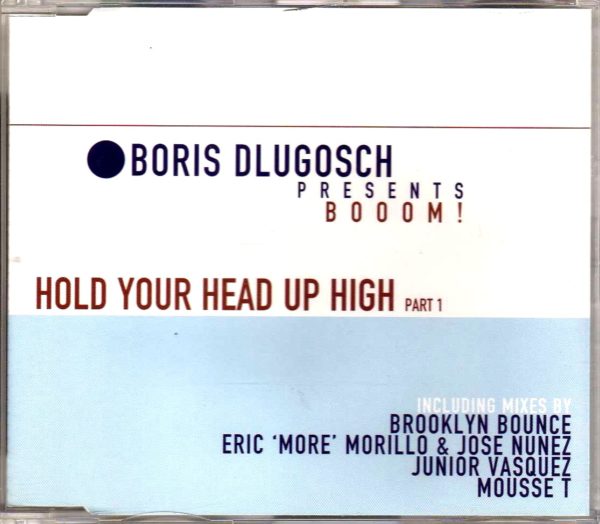 BORIS DLUGOSCH
PRESENTS
BOOOM!
HOLD YOUR HEAD UP HIGH PART 1
INCLUDING MIXES BY
BROOKLYN BOUNCE
ERIC 'MORE' MORILLO & JOSE NUNEZ
JUNIOR VASQUEZ
MOUSSE T